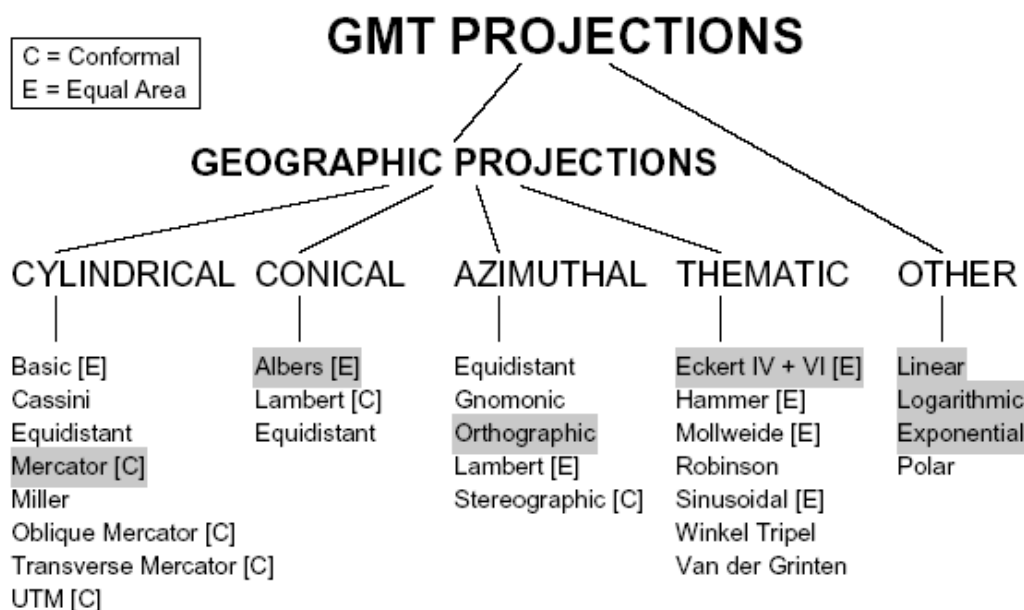 GMT PROJECTIONS
C = Conformal
E = Equal Area
GEOGRAPHIC PROJECTIONS
CYLINDRICAL
Basic [E]
Cassini
Equidistant
Mercator [C]
Miller
Oblique Mercator [C]
Transverse Mercator [C]
UTM [C]
CONICAL
Albers [E]
Lambert [C]
Equidistant
AZIMUTHAL
Equidistant
Gnomonic
Orthographic
Lambert [E]
Stereographic [C]
THEMATIC
Eckert IV + VI [E]
Hammer [E]
Mollweide [E]
Robinson
Sinusoidal [E]
Winkel Tripel
Van der Grinten
OTHER
Linear
Logarithmic
Exponential
Polar